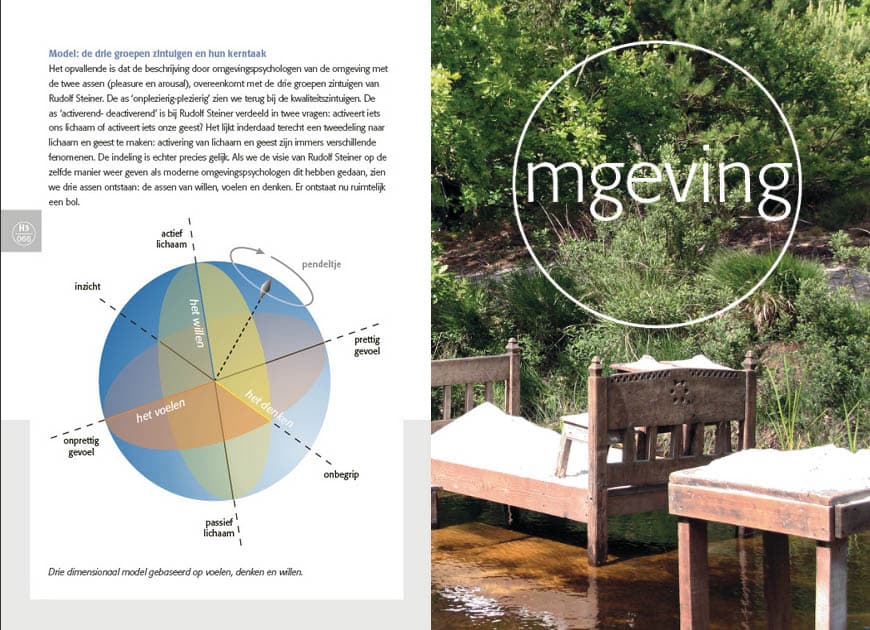 Model: de drie groepen zintuigen en hun kerntaak
Het opvallende is dat de beschrijving door omgevingspsychologen van de omgeving met
de twee assen (pleasure en arousal), overeenkomt met de drie groepen zintuigen van
Rudolf Steiner. De as ‘onplezierig-plezierig’ zien we terug bij de kwaliteitszintuigen. De
as ‘activerend- deactiverend’ is bij Rudolf Steiner verdeeld in twee vragen: activeert iets
ons lichaam of activeert iets onze geest? Het lijkt inderdaad terecht een tweedeling naar
lichaam en geest te maken: activering van lichaam en geest zijn immers verschillende
fenomenen. De indeling is echter precies gelijk. Als we de visie van Rudolf Steiner op de
zelfde manier weer geven als moderne omgevingspsychologen dit hebben gedaan, zien
we drie assen ontstaan: de assen van willen, voelen en denken. Er ontstaat nu ruimtelijk
een bol.
H3
066
actief
lichaam
pendeltje
inzicht
het willen
prettig
gevoel
het voelen
het denken
onprettig
gevoel
onbegrip
passief
lichaam
Drie dimensionaal model gebaseerd op voelen, denken en willen.
mgeving